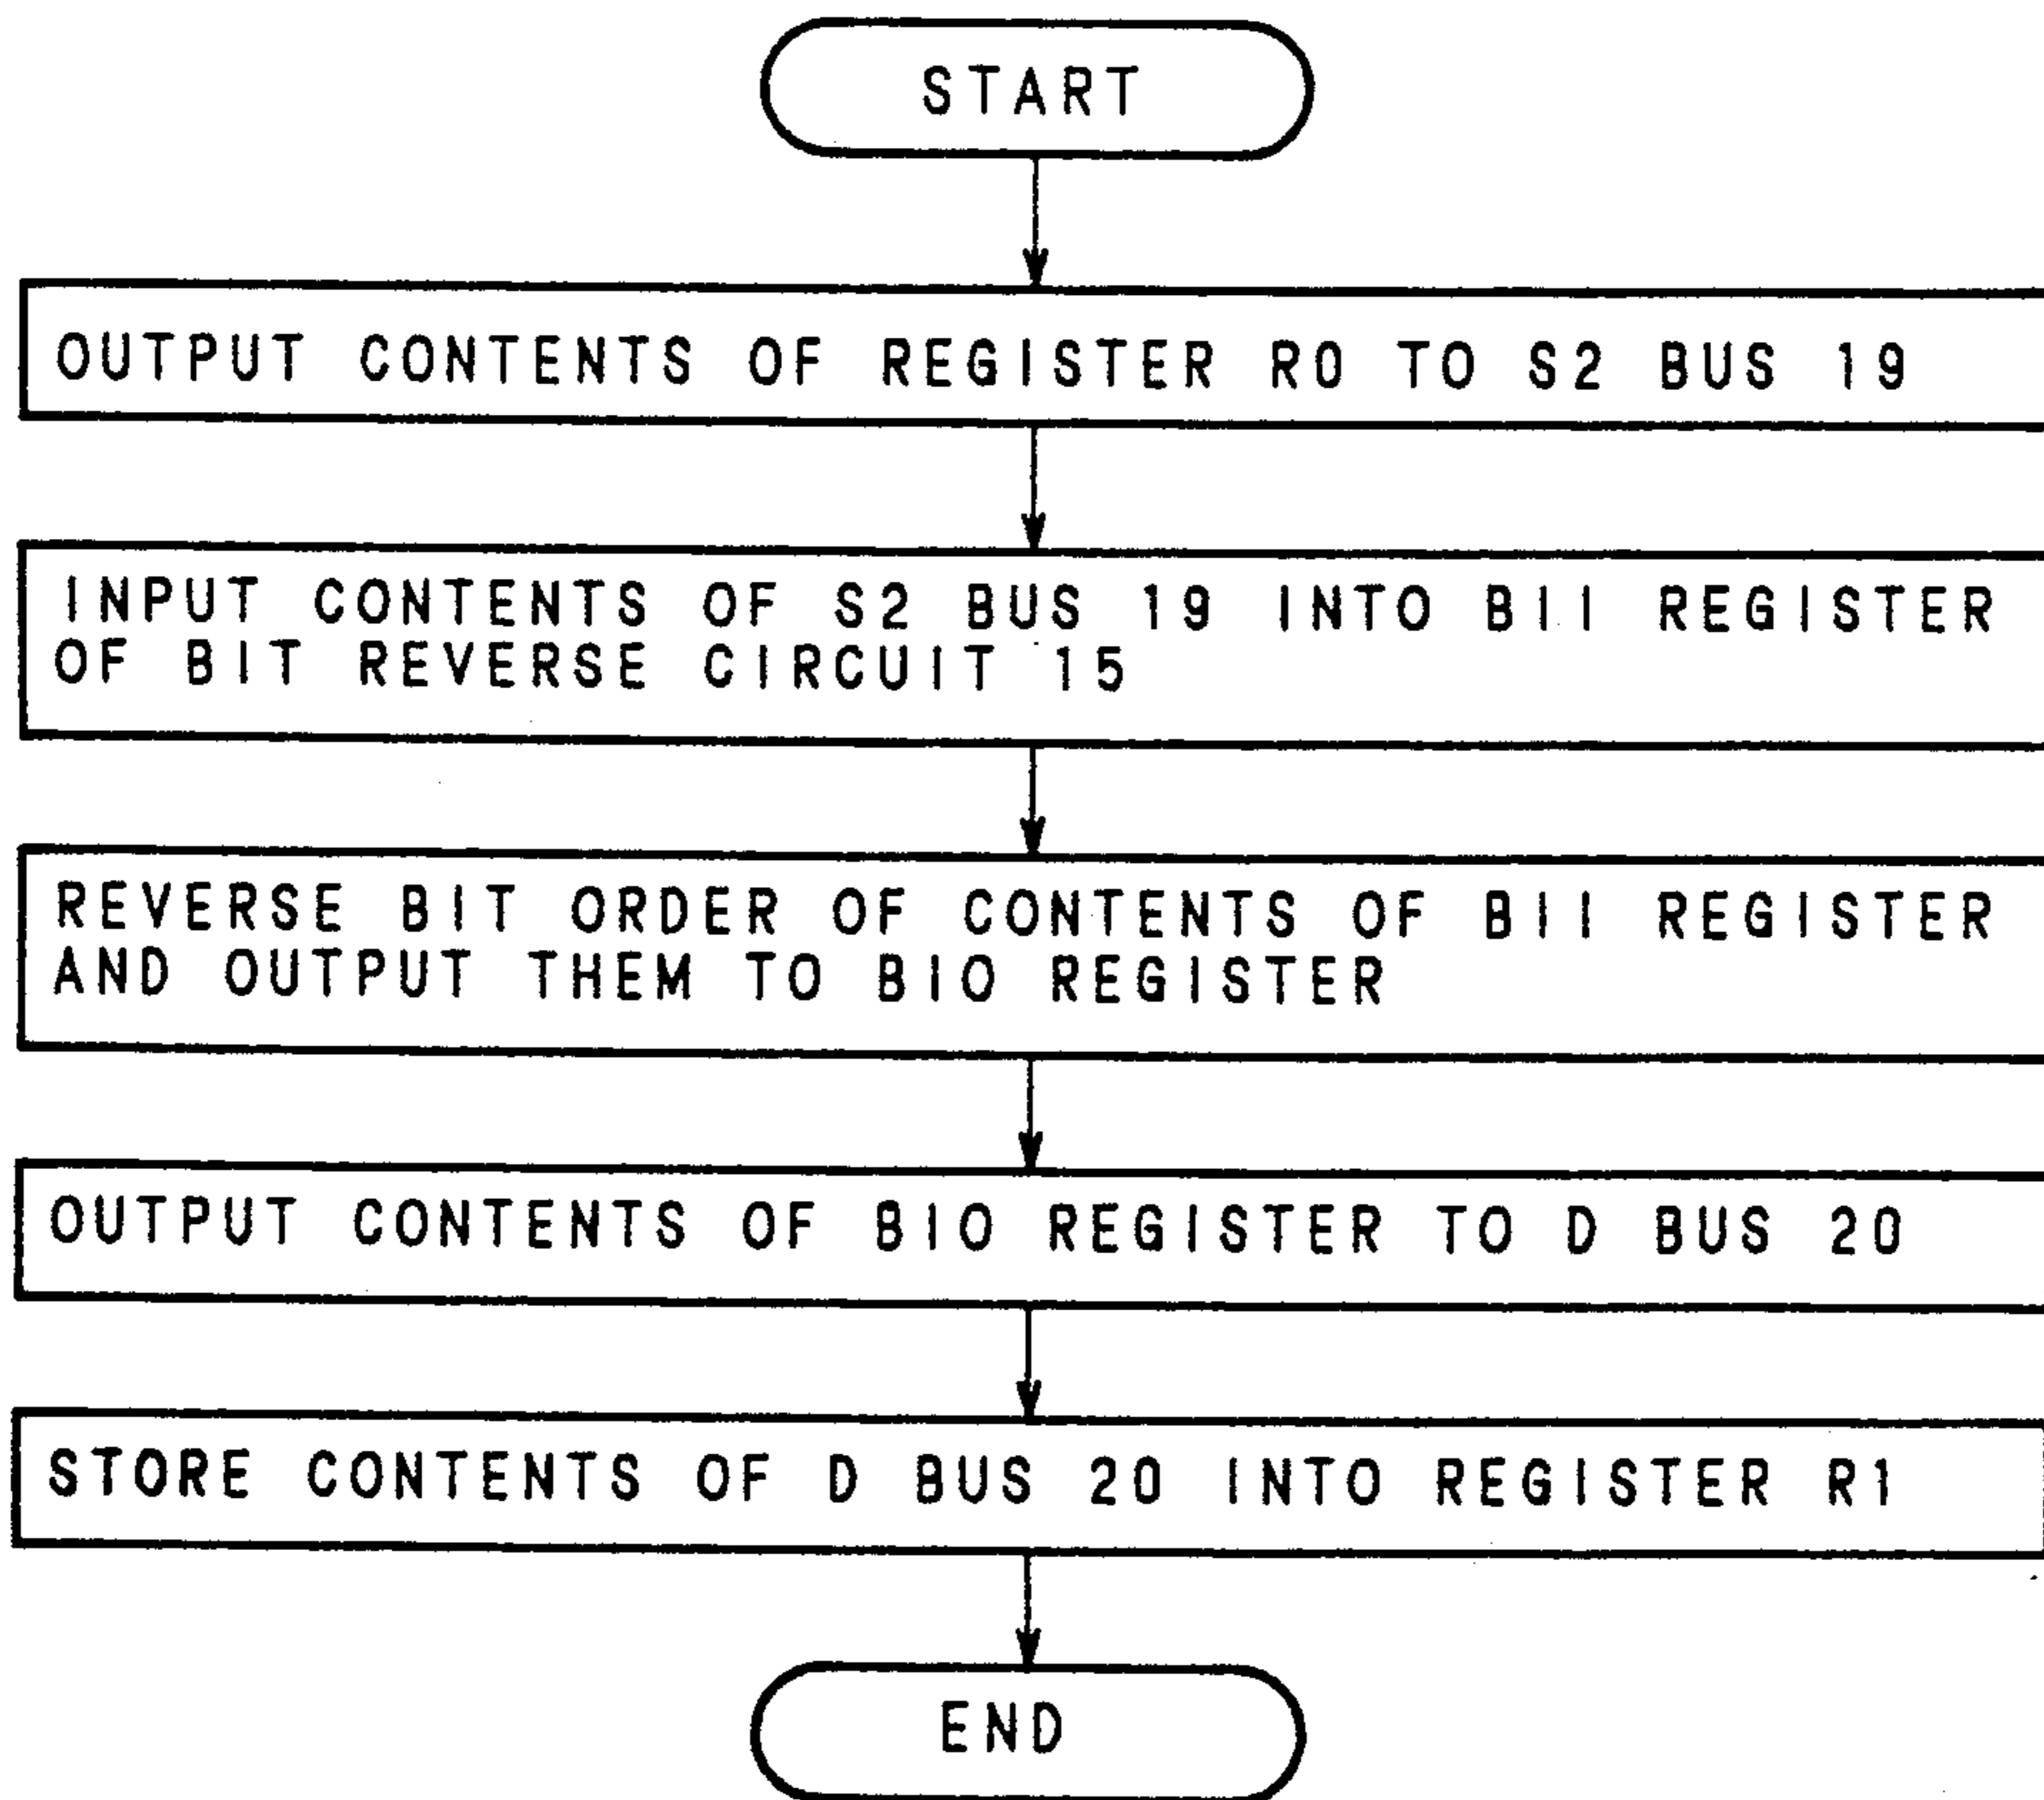 START
OUTPUT CONTENTS OF REGISTER R0 TO S2 BUS 19
INPUT CONTENTS OF S2 BUS 19 INTO BII REGISTER
OF BIT REVERSE CIRCUIT 15
REVERSE BIT ORDER OF CONTENTS OF BII REGISTER
AND OUTPUT THEM TO BIO REGISTER
OUTPUT CONTENTS OF BIO REGISTER TO D BUS 20
STORE CONTENTS OF D BUS 20 INTO REGISTER R1
END